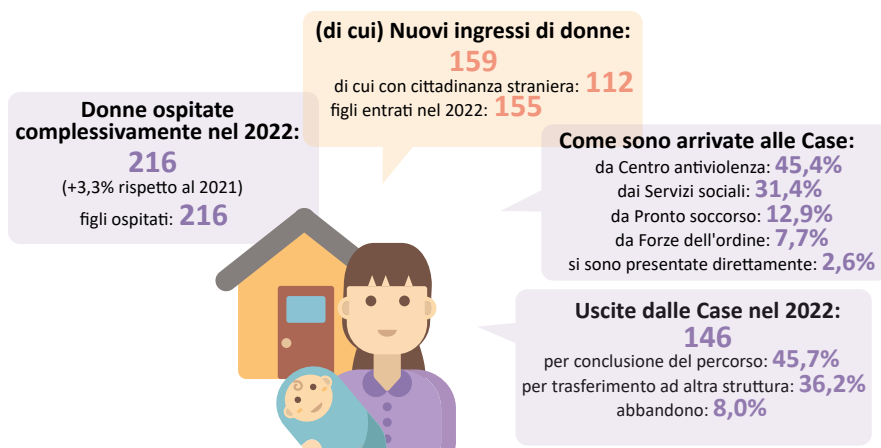 (di cui) Nuovi ingressi di donne:
159
di cui con cittadinanza straniera: 112
figli entrati nel 2022: 155
Donne ospitate
complessivamente nel 2022:
216
(+3,3% rispetto al 2021)
figli ospitati: 216
Come sono arrivate alle Case:
da Centro antiviolenza: 45,4%
dai Servizi sociali: 31,4%
da Pronto soccorso: 12,9%
da Forze dell'ordine: 7,7%
si sono presentate direttamente: 2,6%
Uscite dalle Case nel 2022:
146
per conclusione del percorso: 45,7%
per trasferimento ad altra struttura: 36,2%
abbandono: 8,0%